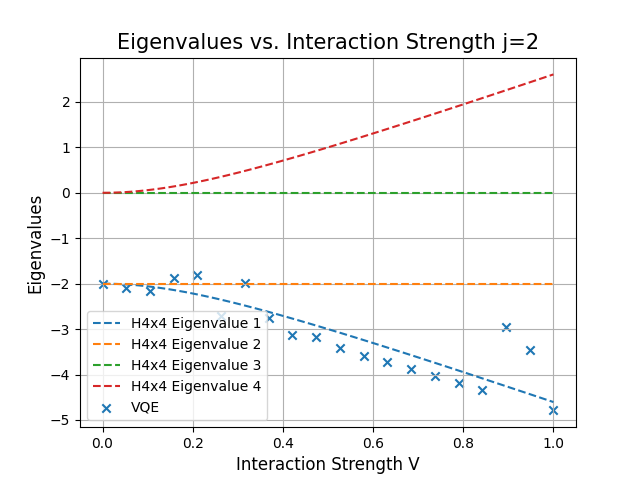 Eigenvalues vs. Interaction Strength j=2
Eigenvalues
2
1
0
−1
−2
−3
−4
−5
H4x4 Eigenvalue 1
H4x4 Eigenvalue 2
H4x4 Eigenvalue 3
H4x4 Eigenvalue 4
VQE
0.0 0.2 0.4 0.6 0.8 1.0
Interaction Strength V